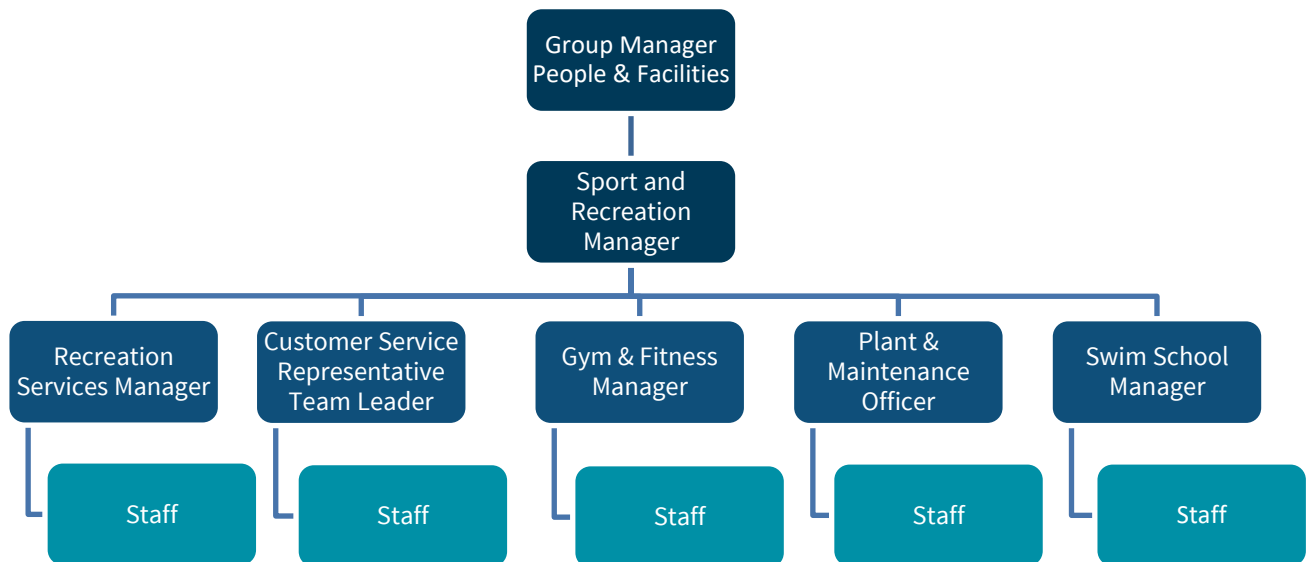 Group Manager
People & Facilities
Sport and
Recreation
Manager
Recreation
Services Manager
Customer Service
Representative
Team Leader
Gym & Fitness
Manager
Plant &
Maintenance
Officer
Swim School
Manager
Staff
Staff
Staff
Staff
Staff